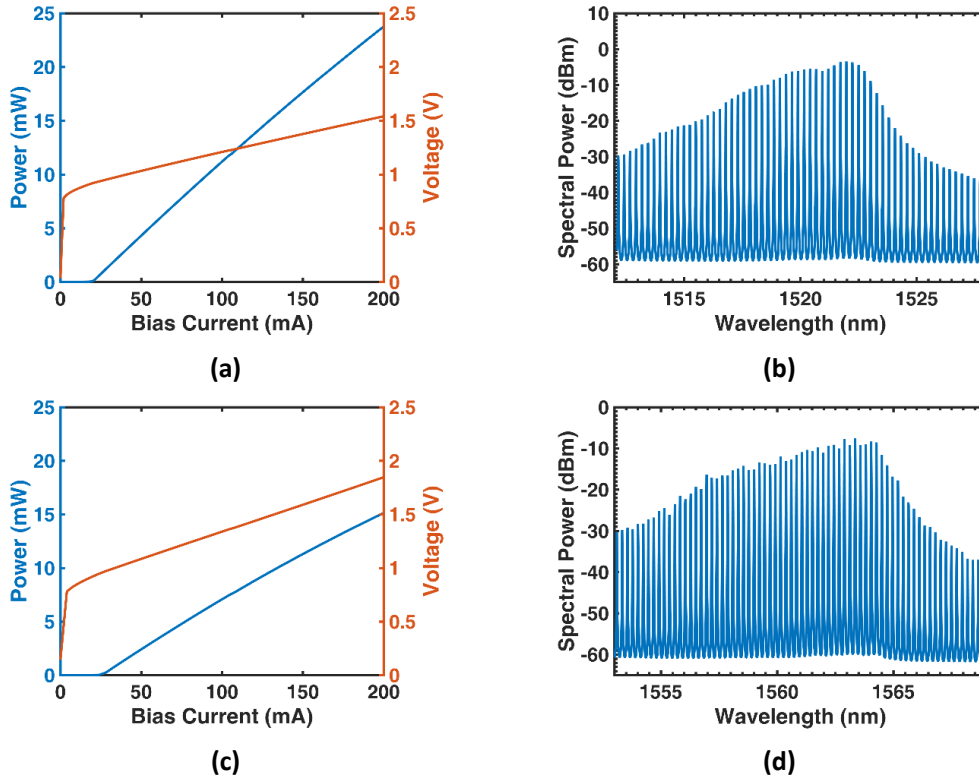 25
20
15
10
5
0
Power (mW)
2.5
2
1.5
1
0.5
0
Voltage (V)
0 50 100 150 200
Bias Current (mA)
(a)
10
0
-10
-20
-30
-40
-50
-60
Spectral Power (dBm)
1515 1520 1525
Wavelength (nm)
(b)
25
20
15
10
5
0
Power (mW)
2.5
2
1.5
1
0.5
0
Voltage (V)
0 50 100 150 200
Bias Current (mA)
(c)
0
-10
-20
-30
-40
-50
-60
Spectral Power (dBm)
1555 1560 1565
Wavelength (nm)
(d)